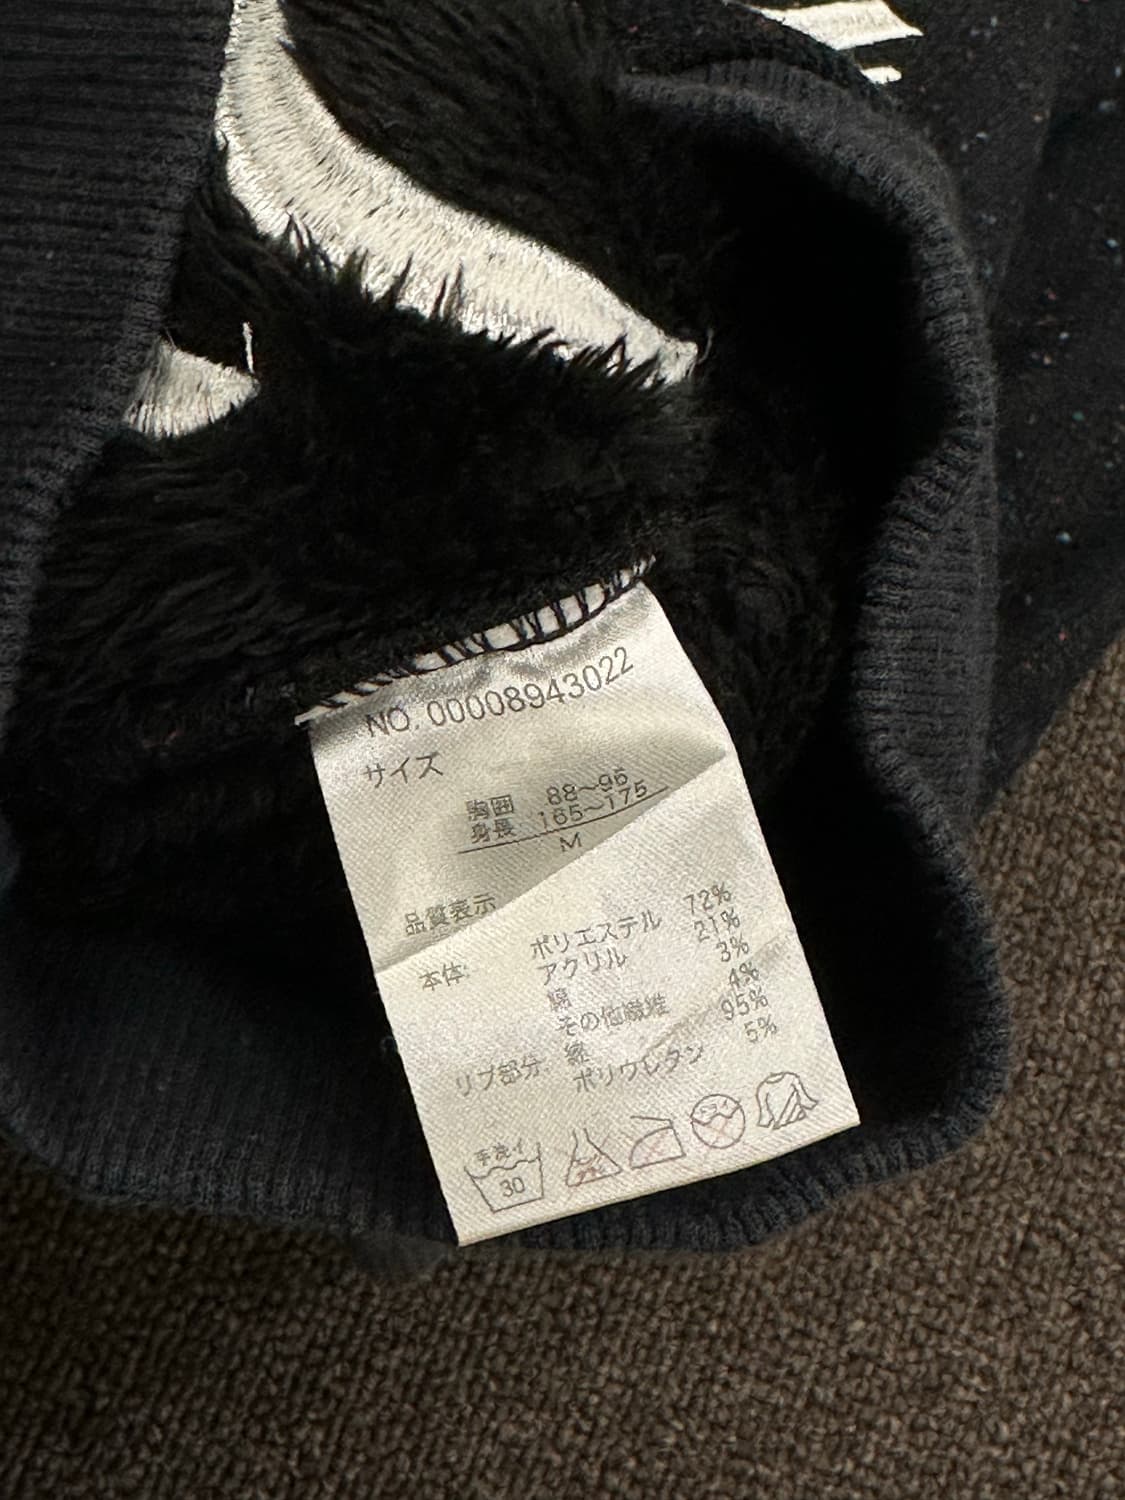 NO. 00008943022
サイズ
胸囲 88～96
身長 165～175
M
品質表示
本体: ポリエステル 72%
アクリル 21%
綿 3%
その他繊維 4%
リブ部分: 綿 95%
ポリウレタン 5%
手洗イ
30